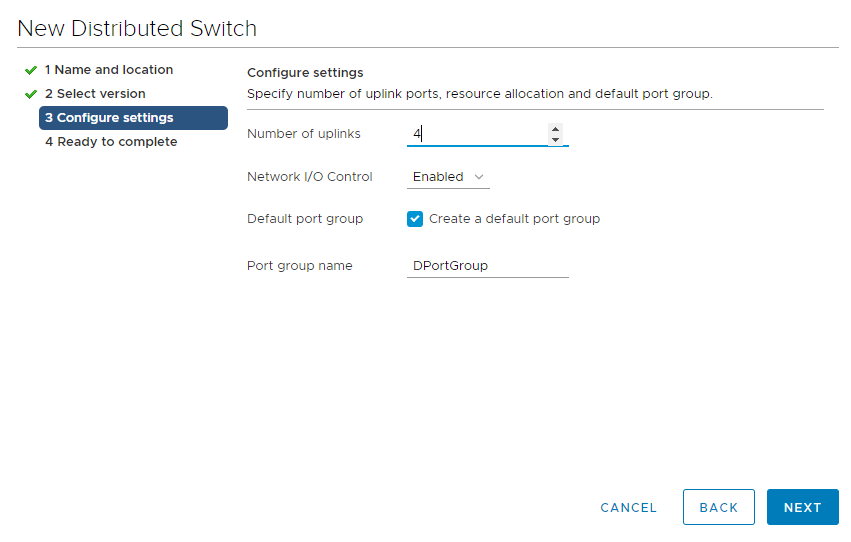 New Distributed Switch
1 Name and location
2 Select version
3 Configure settings
4 Ready to complete
Configure settings
Specify number of uplink ports, resource allocation and default port group.
Number of uplinks 4
Network I/O Control Enabled
Default port group Create a default port group
Port group name DPortGroup
CANCEL BACK NEXT